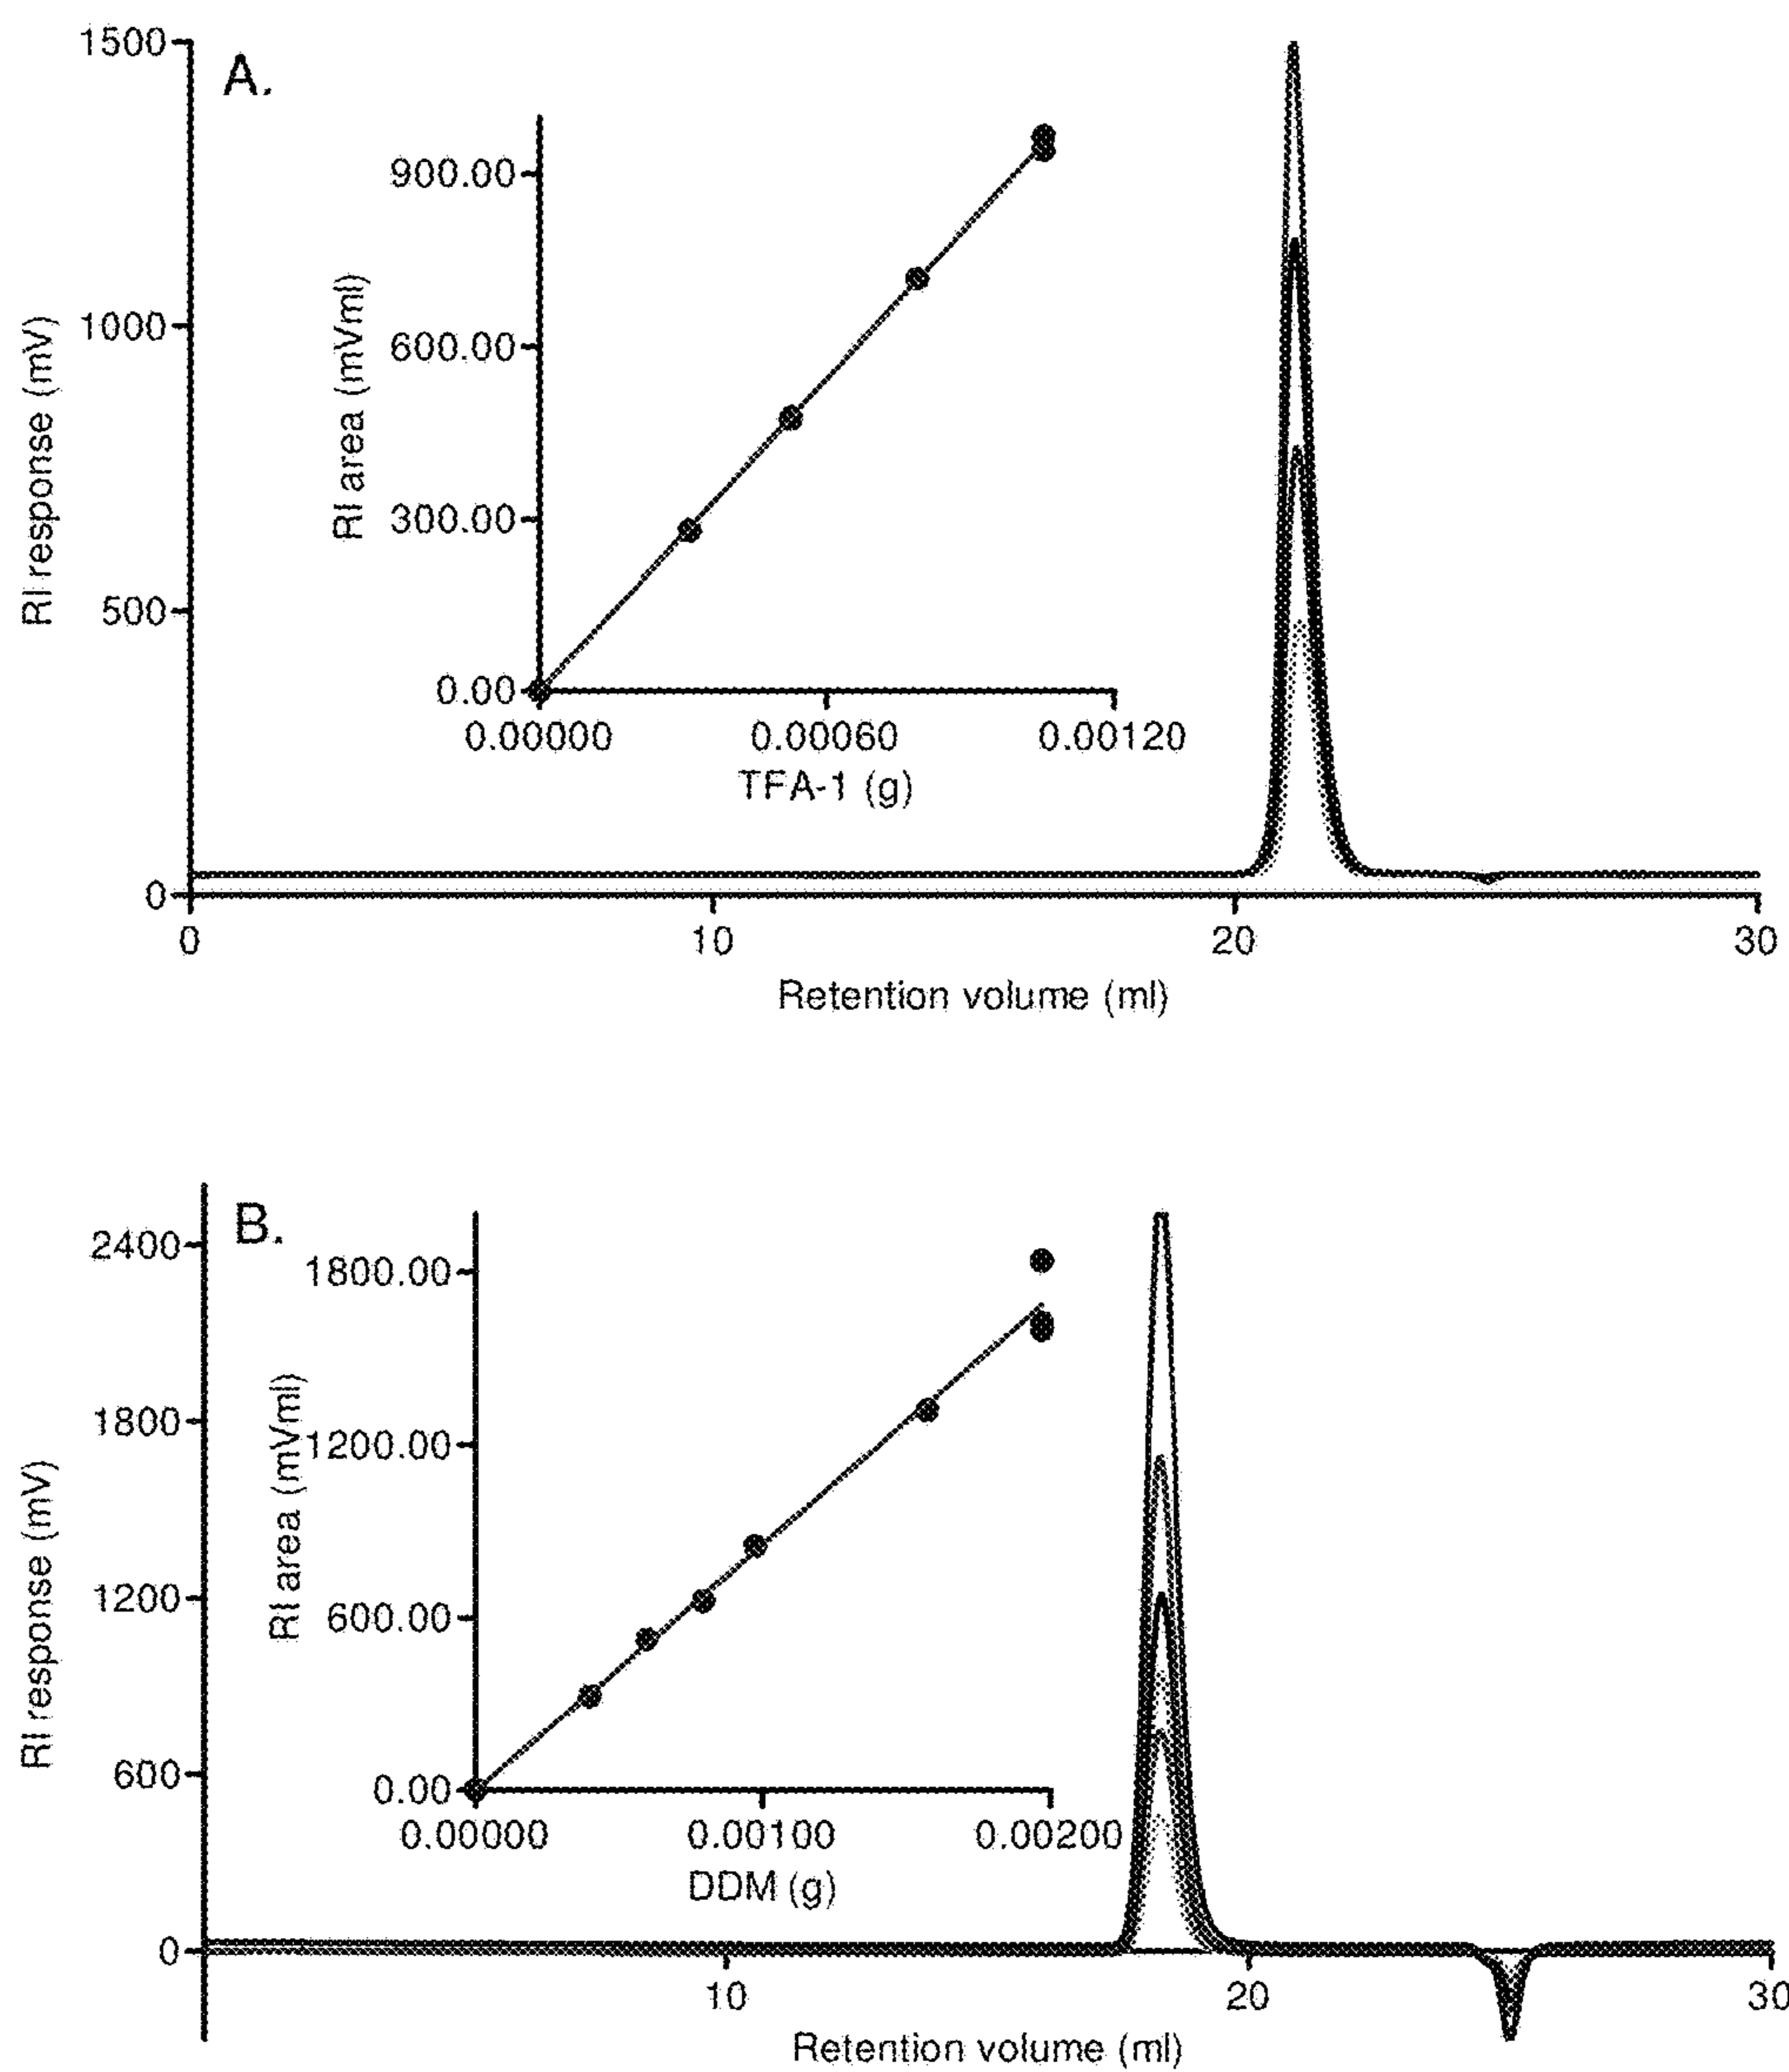 A.
1500
1000
500
0
RI response (mV)
900.00
600.00
300.00
0.00
RI area (mVml)
0.00000 0.00060 0.00120
TFA-1 (g)
0 10 20 30
Retention volume (ml)
B.
2400
1800
1200
600
0
RI response (mV)
1800.00
1200.00
600.00
0.00
RI area (mVml)
0.00000 0.00100 0.00200
DDM (g)
10 20 30
Retention volume (ml)